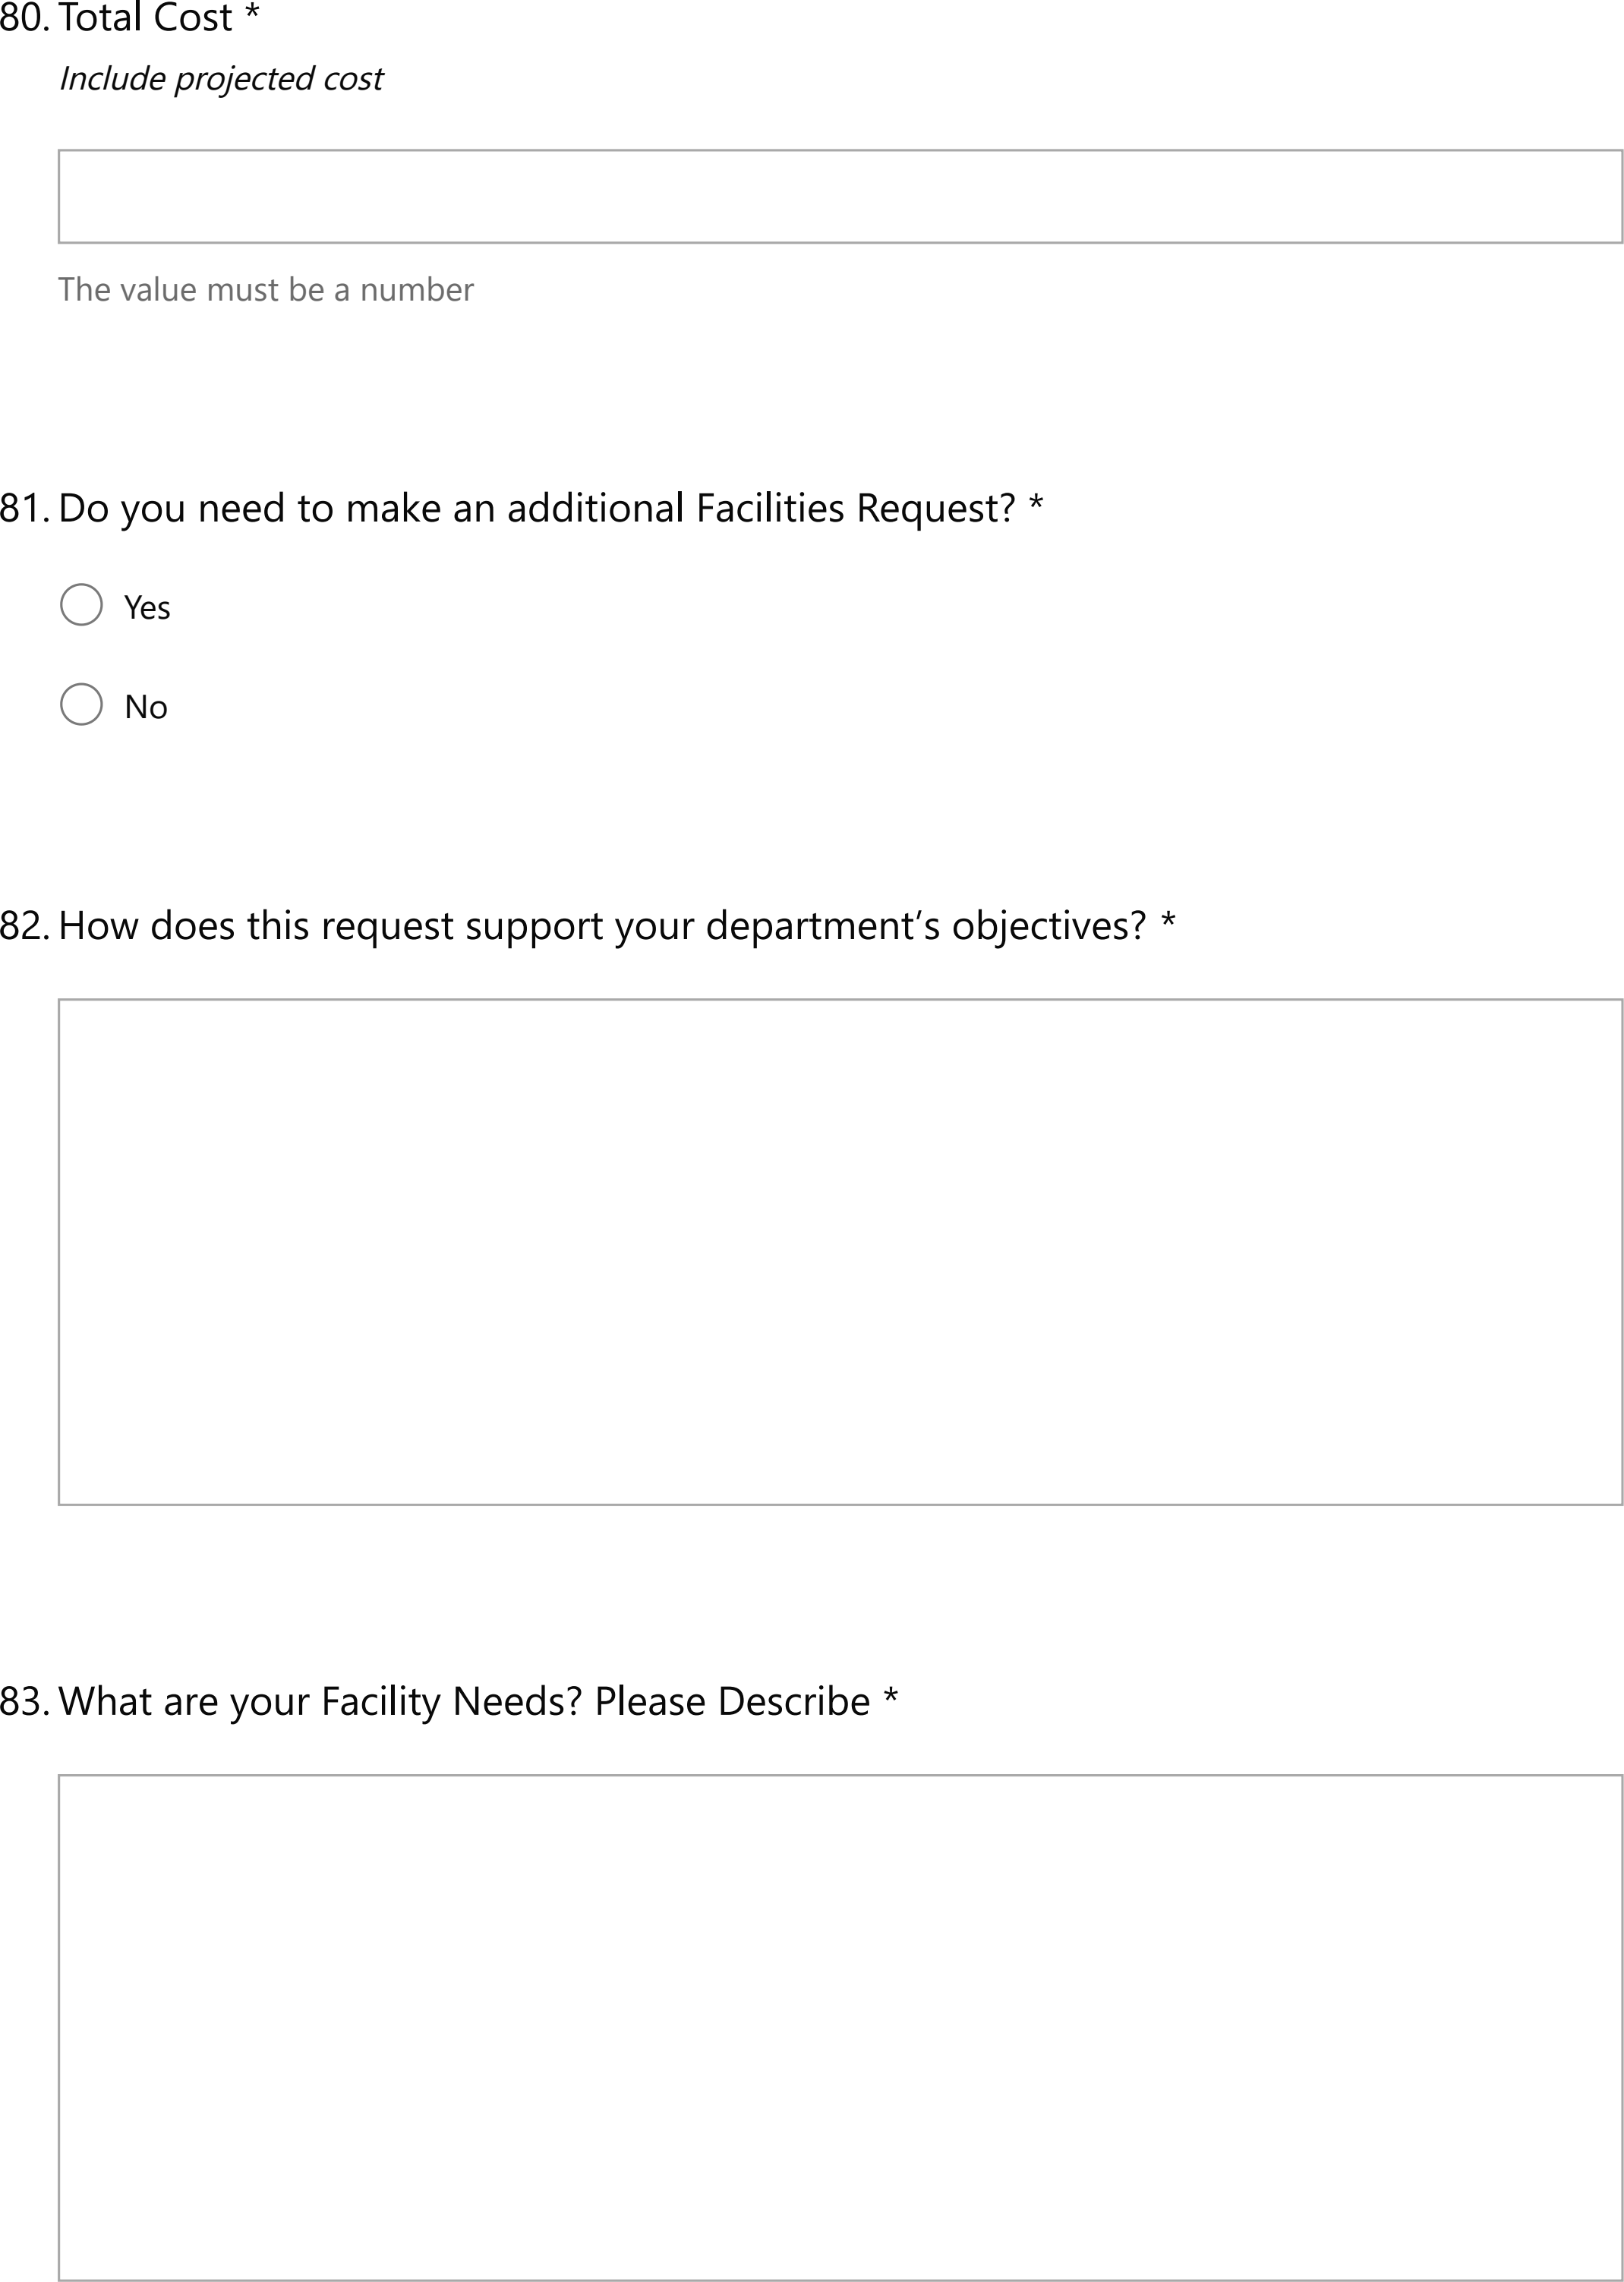 80. Total Cost *
Include projected cost
The value must be a number
81. Do you need to make an additional Facilities Request? *
Yes
No
82. How does this request support your department’s objectives? *
83. What are your Facility Needs? Please Describe *